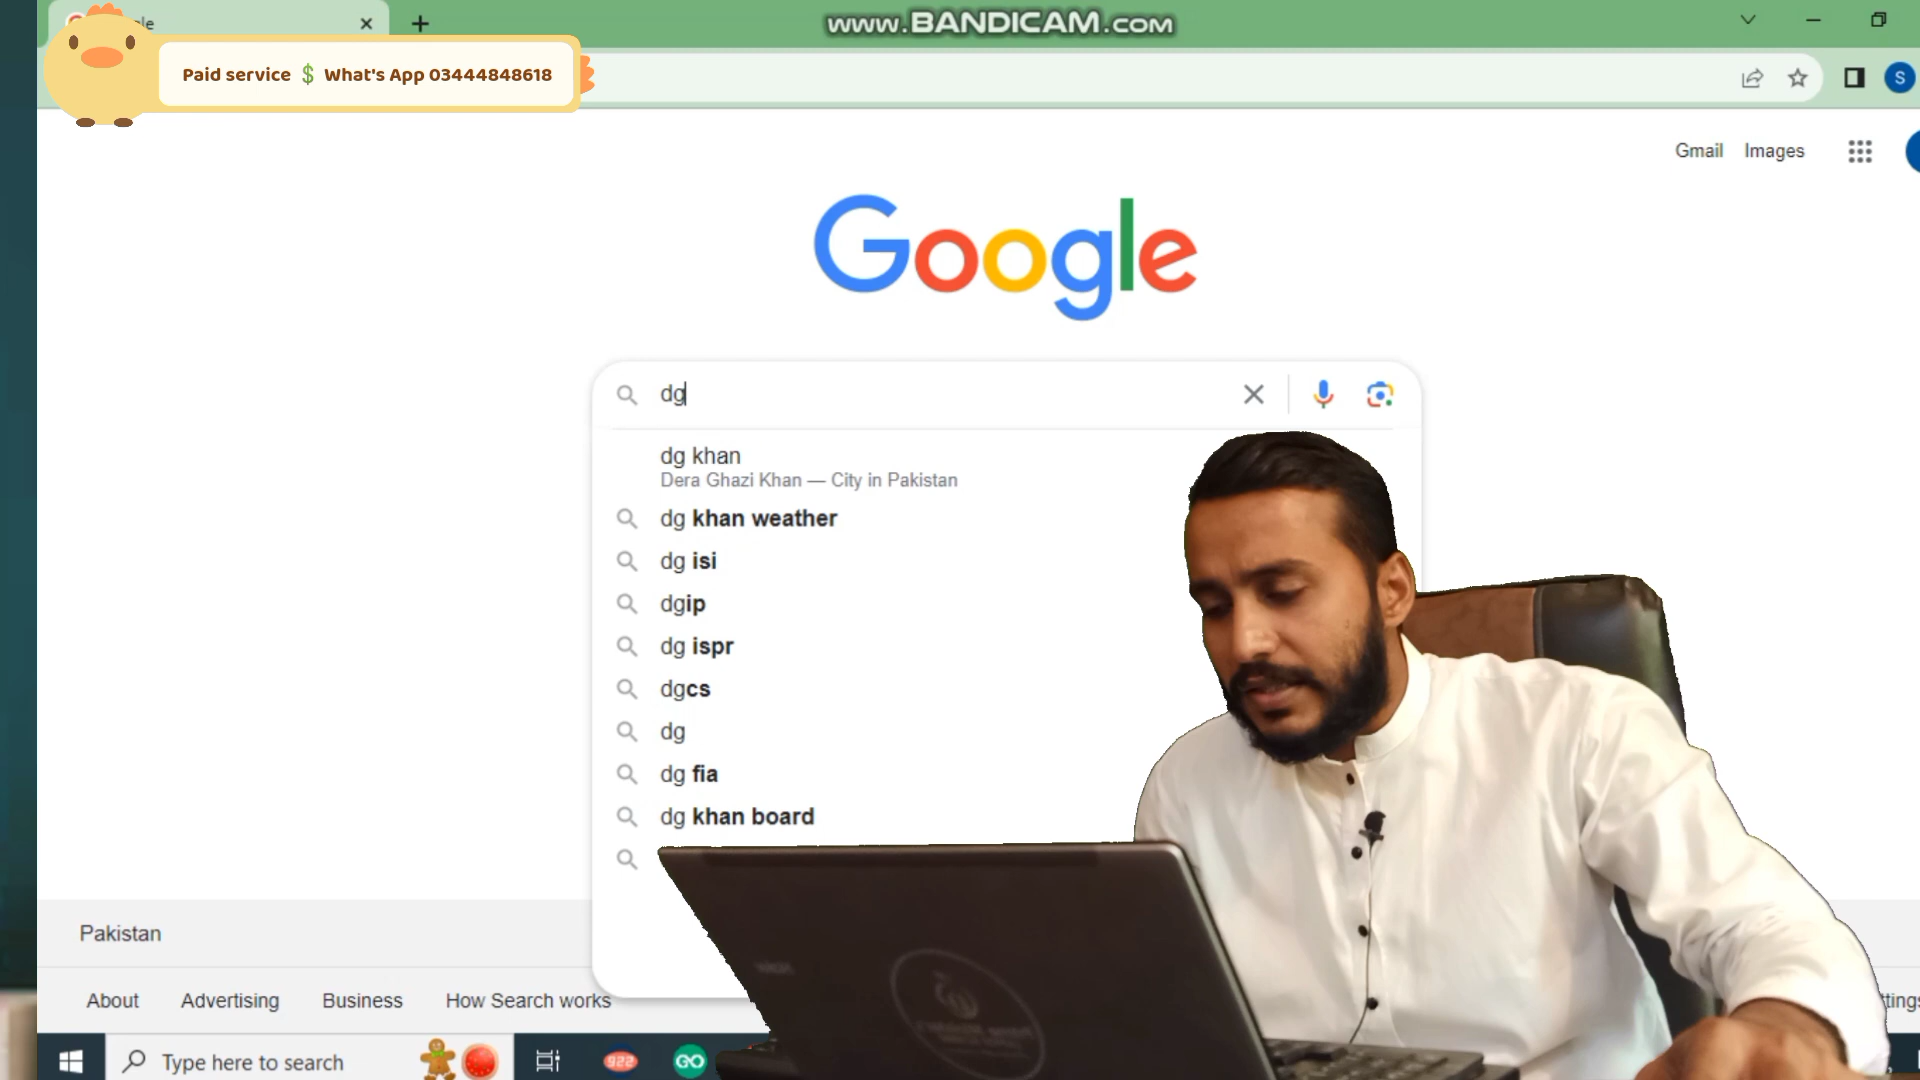 www.BANDICAM.com
Paid service 💲 What's App 03444848618
S
Gmail Images
Google
dg
dg khan
Dera Ghazi Khan — City in Pakistan
dg khan weather
dg isi
dgip
dg ispr
dgcs
dg
dg fia
dg khan board
Pakistan
About Advertising Business How Search works
Type here to search
922
GO